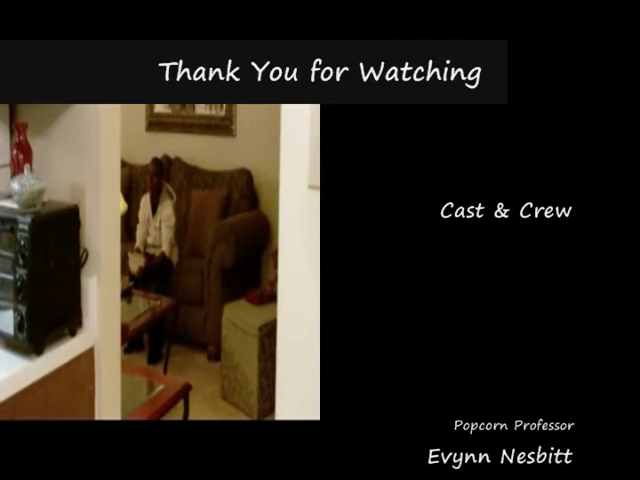 Thank You for Watching
Cast & Crew
Popcorn Professor
Evynn Nesbitt